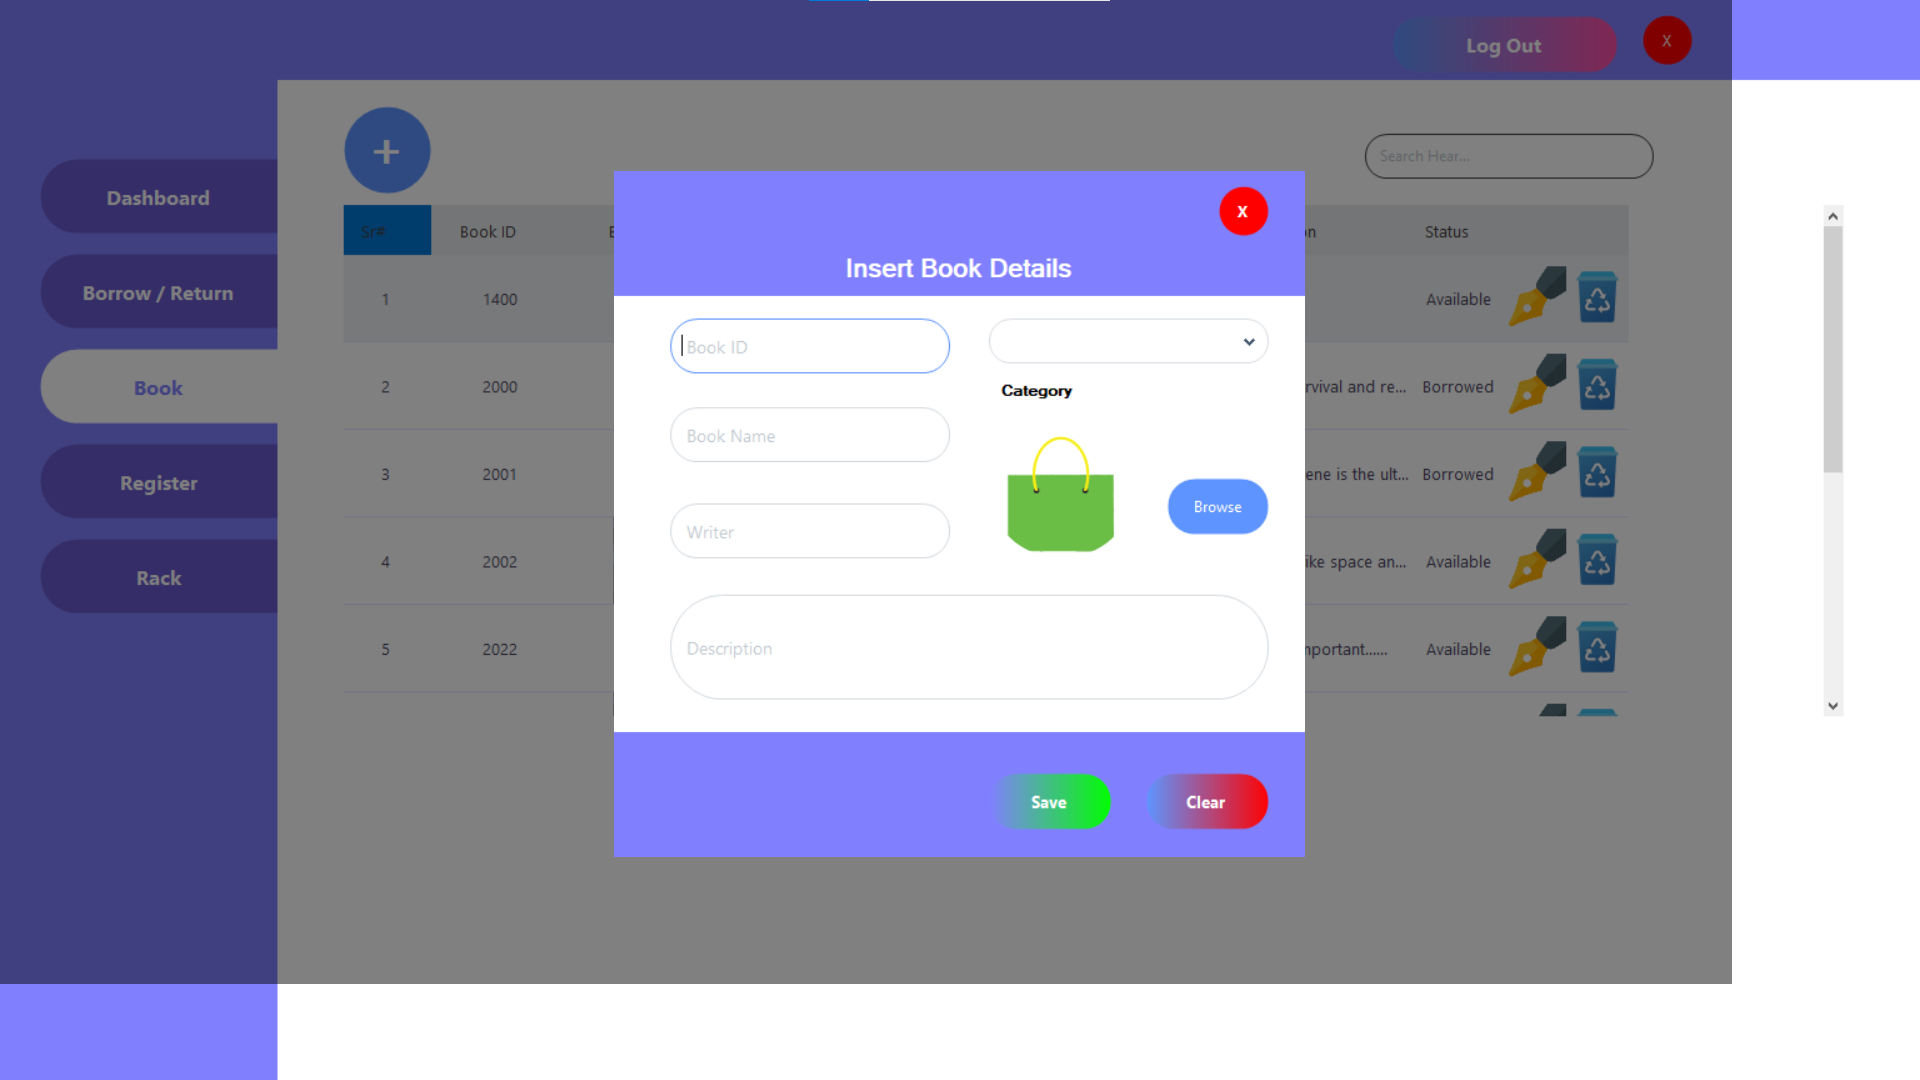 Log Out
X
+
Search Hear...
Dashboard
Borrow / Return
Book
Register
Rack
Sr#
Book ID
Status
1
1400
Available
2
2000
rvival and re...
Borrowed
3
2001
ene is the ult...
Borrowed
4
2002
ike space an...
Available
5
2022
mportant......
Available
X
Insert Book Details
Book ID
Category
Book Name
Browse
Writer
Description
Save
Clear